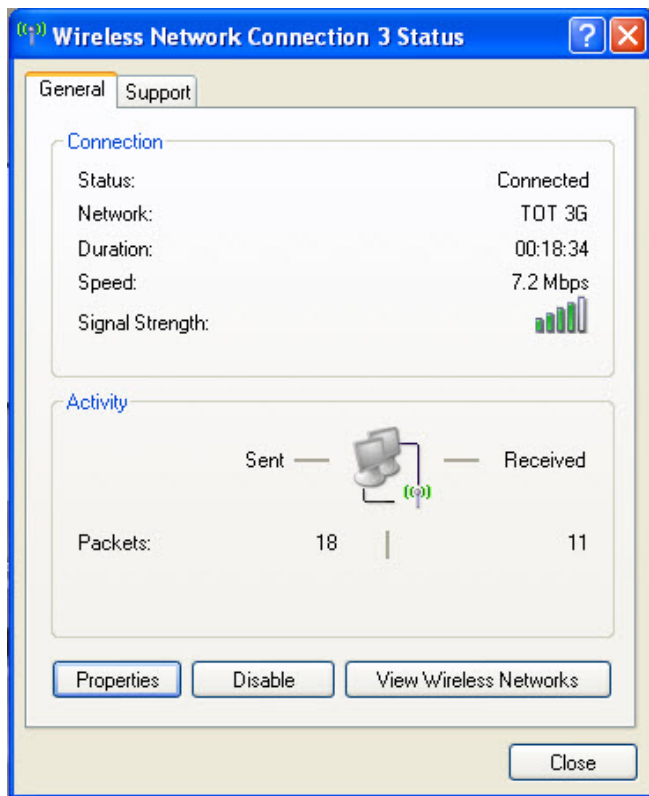 Wireless Network Connection 3 Status
General Support
Connection
Status: Connected
Network: TOT 3G
Duration: 00:18:34
Speed: 7.2 Mbps
Signal Strength:
Activity
Sent Received
Packets: 18 11
Properties Disable View Wireless Networks
Close